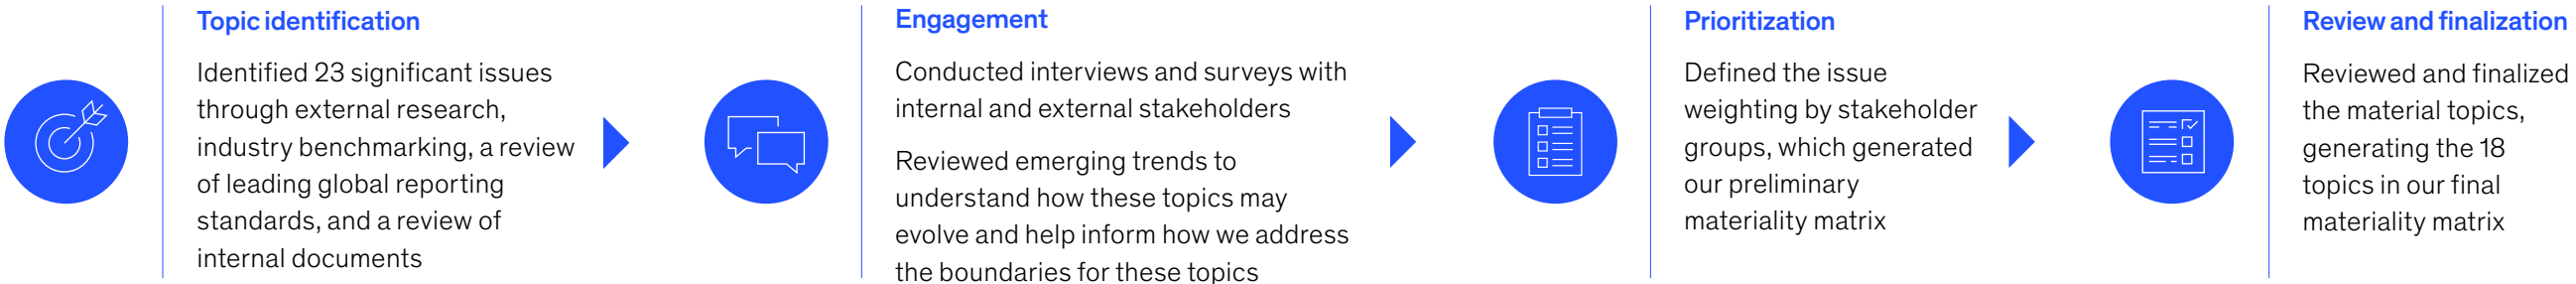 Topic identification
Identified 23 significant issues
through external research,
industry benchmarking, a review
of leading global reporting
standards, and a review of
internal documents
Engagement
Conducted interviews and surveys with
internal and external stakeholders
Reviewed emerging trends to
understand how these topics may
evolve and help inform how we address
the boundaries for these topics
Prioritization
Defined the issue
weighting by stakeholder
groups, which generated
our preliminary
materiality matrix
Review and finalization
Reviewed and finalized
the material topics,
generating the 18
topics in our final
materiality matrix